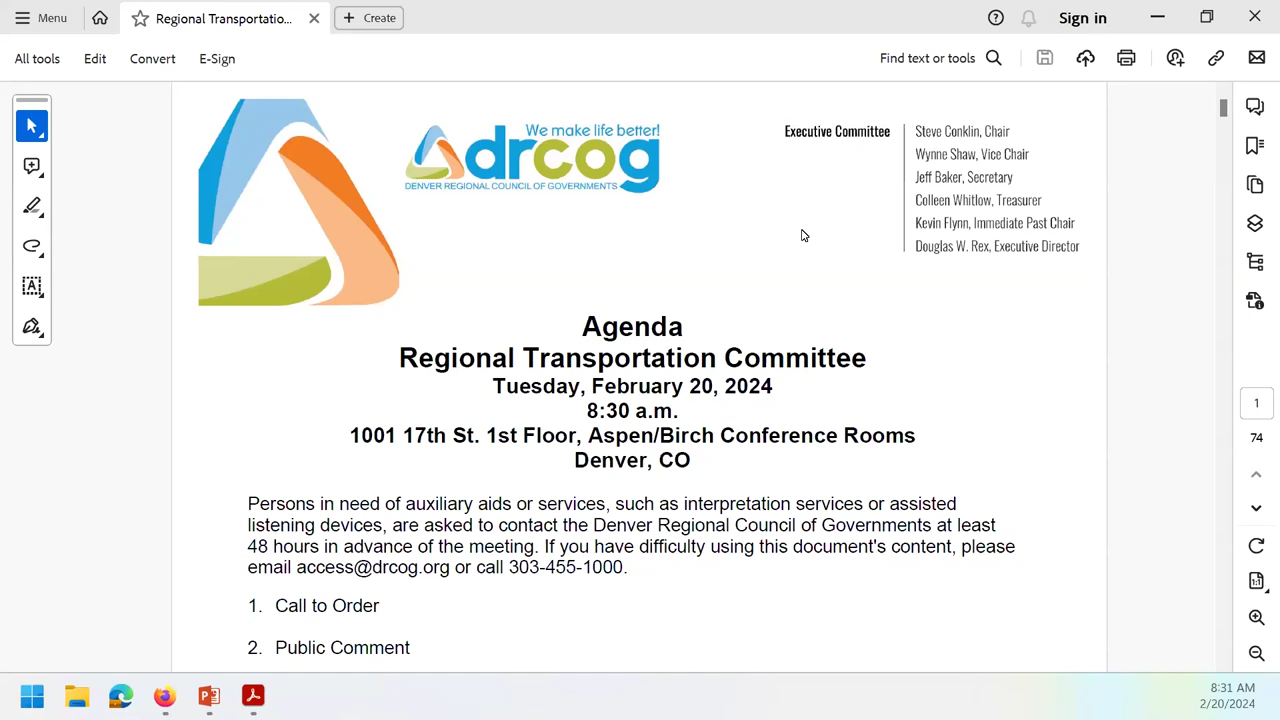 Menu
Regional Transportatio...
Create
Sign in
All tools
Edit
Convert
E-Sign
Find text or tools
We make life better!
drcog
DENVER REGIONAL COUNCIL OF GOVERNMENTS
Executive Committee
Steve Conklin, Chair
Wynne Shaw, Vice Chair
Jeff Baker, Secretary
Colleen Whitlow, Treasurer
Kevin Flynn, Immediate Past Chair
Douglas W. Rex, Executive Director
Agenda
Regional Transportation Committee
Tuesday, February 20, 2024
8:30 a.m.
1001 17th St. 1st Floor, Aspen/Birch Conference Rooms
Denver, CO
Persons in need of auxiliary aids or services, such as interpretation services or assisted
listening devices, are asked to contact the Denver Regional Council of Governments at least
48 hours in advance of the meeting. If you have difficulty using this document's content, please
email access@drcog.org or call 303-455-1000.
1. Call to Order
2. Public Comment
1
74
8:31 AM
2/20/2024